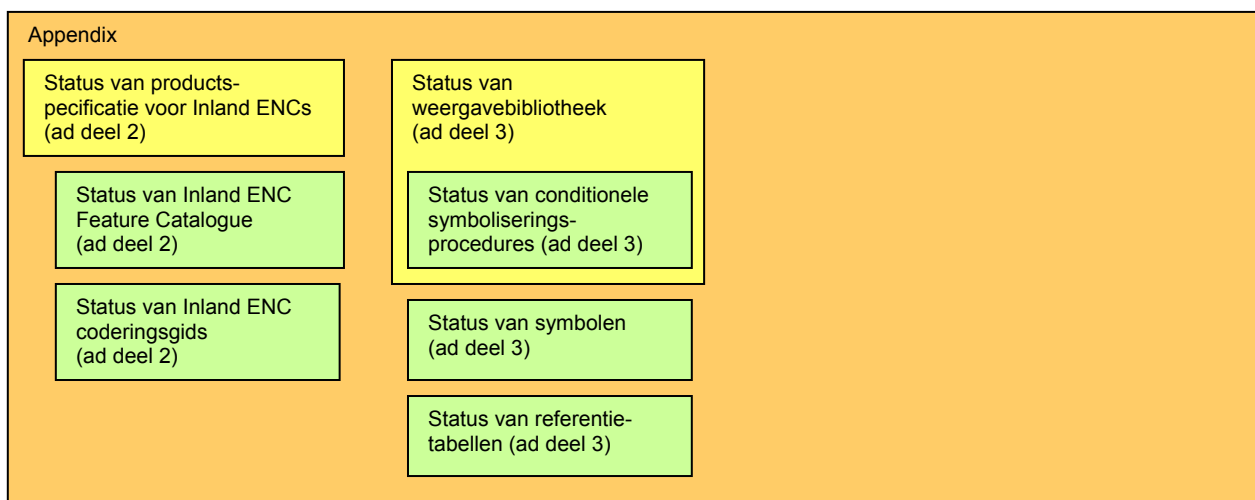 Appendix
Status van products-
pecificatie voor Inland ENCs
(ad deel 2)
Status van Inland ENC
Feature Catalogue
(ad deel 2)
Status van Inland ENC
coderingsgids
(ad deel 2)
Status van
weergavebibliotheek
(ad deel 3)
Status van conditionele
symboliserings-
procedures (ad deel 3)
Status van symbolen
(ad deel 3)
Status van referentie-
tabellen (ad deel 3)